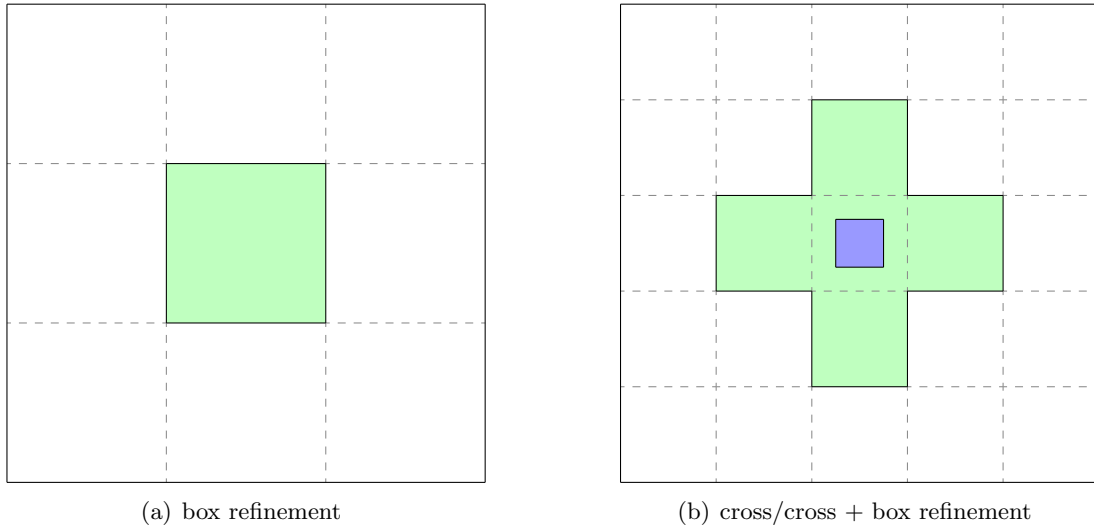 (a) box refinement
(b) cross/cross + box refinement